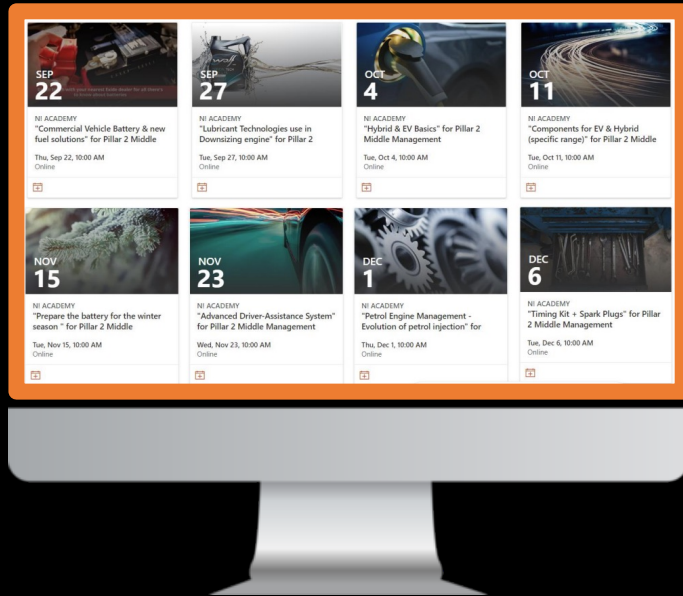 SEP
22
NI ACADEMY
"Commercial Vehicle Battery & new
fuel solutions" for Pillar 2 Middle
Thu, Sep 22, 10:00 AM
Online
SEP
27
NI ACADEMY
"Lubricant Technologies use in
Downsizing engine" for Pillar 2
Tue, Sep 27, 10:00 AM
Online
OCT
4
NI ACADEMY
"Hybrid & EV Basics" for Pillar 2
Middle Management
Tue, Oct 4, 10:00 AM
Online
OCT
11
NI ACADEMY
"Components for EV & Hybrid
(specific range)" for Pillar 2 Middle
Tue, Oct 11, 10:00 AM
Online
NOV
15
NI ACADEMY
"Prepare the battery for the winter
season " for Pillar 2 Middle
Tue, Nov 15, 10:00 AM
Online
NOV
23
NI ACADEMY
"Advanced Driver-Assistance System"
for Pillar 2 Middle Management
Wed, Nov 23, 10:00 AM
Online
DEC
1
NI ACADEMY
"Petrol Engine Management -
Evolution of petrol injection" for
Thu, Dec 1, 10:00 AM
Online
DEC
6
NI ACADEMY
"Timing Kit + Spark Plugs" for Pillar
2 Middle Management
Tue, Dec 6, 10:00 AM
Online